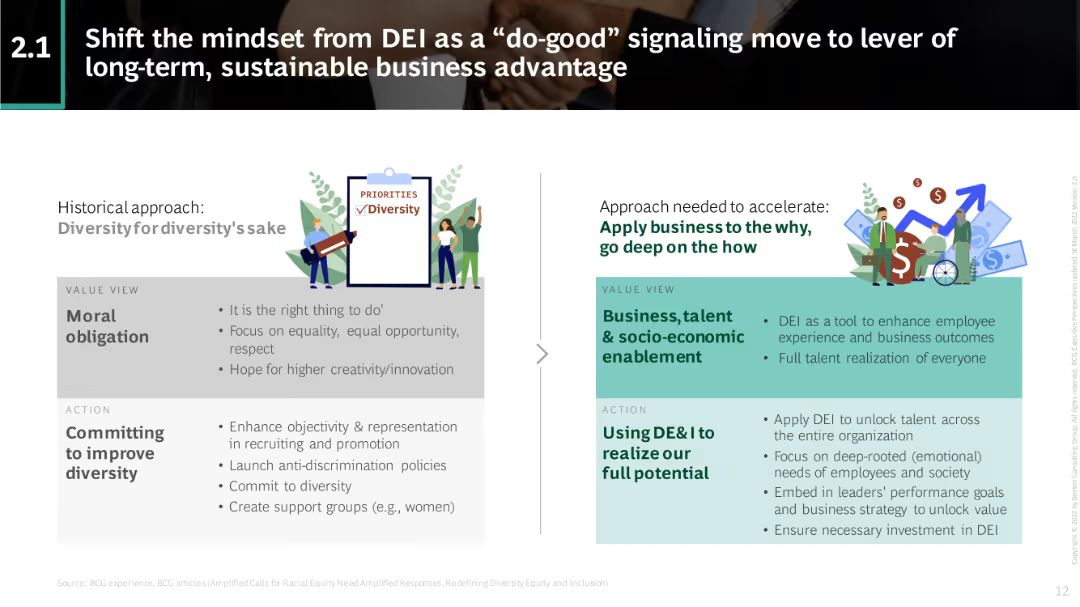 2.1
Shift the mindset from DEI as a “do-good” signaling move to lever of
long-term, sustainable business advantage
Historical approach:
Diversity for diversity's sake
PRIORITIES
Diversity
VALUE VIEW
Moral
obligation
• It is the right thing to do'
• Focus on equality, equal opportunity,
respect
• Hope for higher creativity/innovation
ACTION
Committing
to improve
diversity
• Enhance objectivity & representation
in recruiting and promotion
• Launch anti-discrimination policies
• Commit to diversity
• Create support groups (e.g., women)
Approach needed to accelerate:
Apply business to the why,
go deep on the how
$
$
$
$
$
VALUE VIEW
Business, talent
& socio-economic
enablement
• DEI as a tool to enhance employee
experience and business outcomes
• Full talent realization of everyone
ACTION
Using DE&I to
realize our
full potential
• Apply DEI to unlock talent across
the entire organization
• Focus on deep-rooted (emotional)
needs of employees and society
• Embed in leaders' performance goals
and business strategy to unlock value
• Ensure necessary investment in DEI
Source: BCG experience, BCG articles (Amplified Calls for Racial Equity Need Amplified Responses, Redefining Diversity Equity and Inclusion)
12
Copyright © 2022 by Boston Consulting Group. All rights reserved. BCG Executive Perspectives updated 18 March 2022 Version 2.0